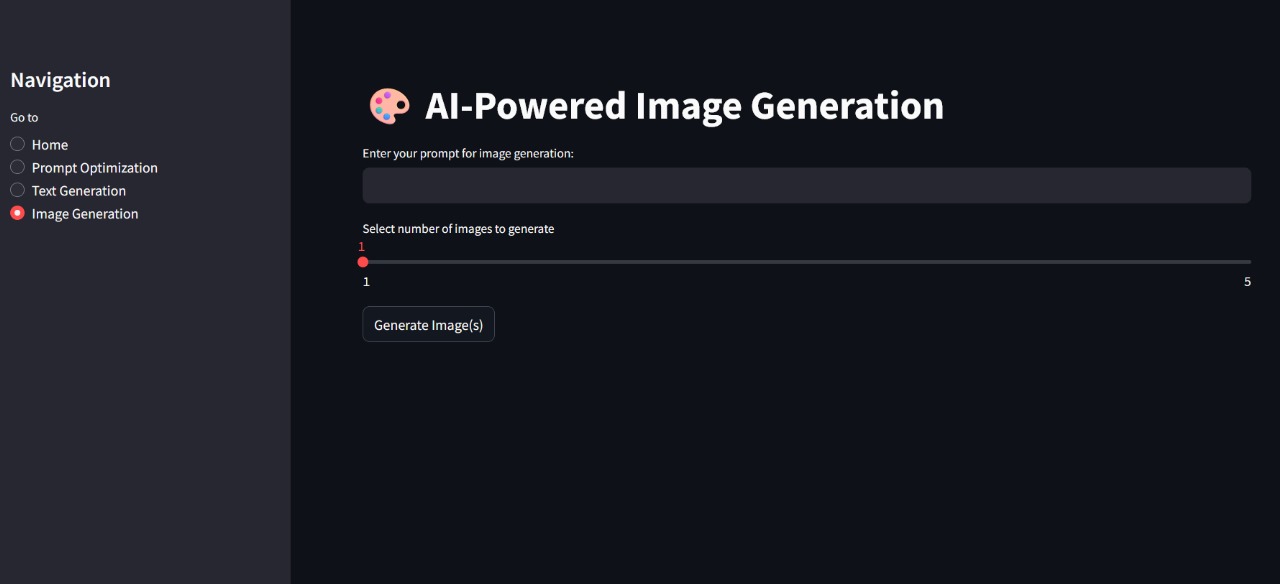 Navigation
Go to
Home
Prompt Optimization
Text Generation
Image Generation
AI-Powered Image Generation
Enter your prompt for image generation:
Select number of images to generate
1
1 5
Generate Image(s)